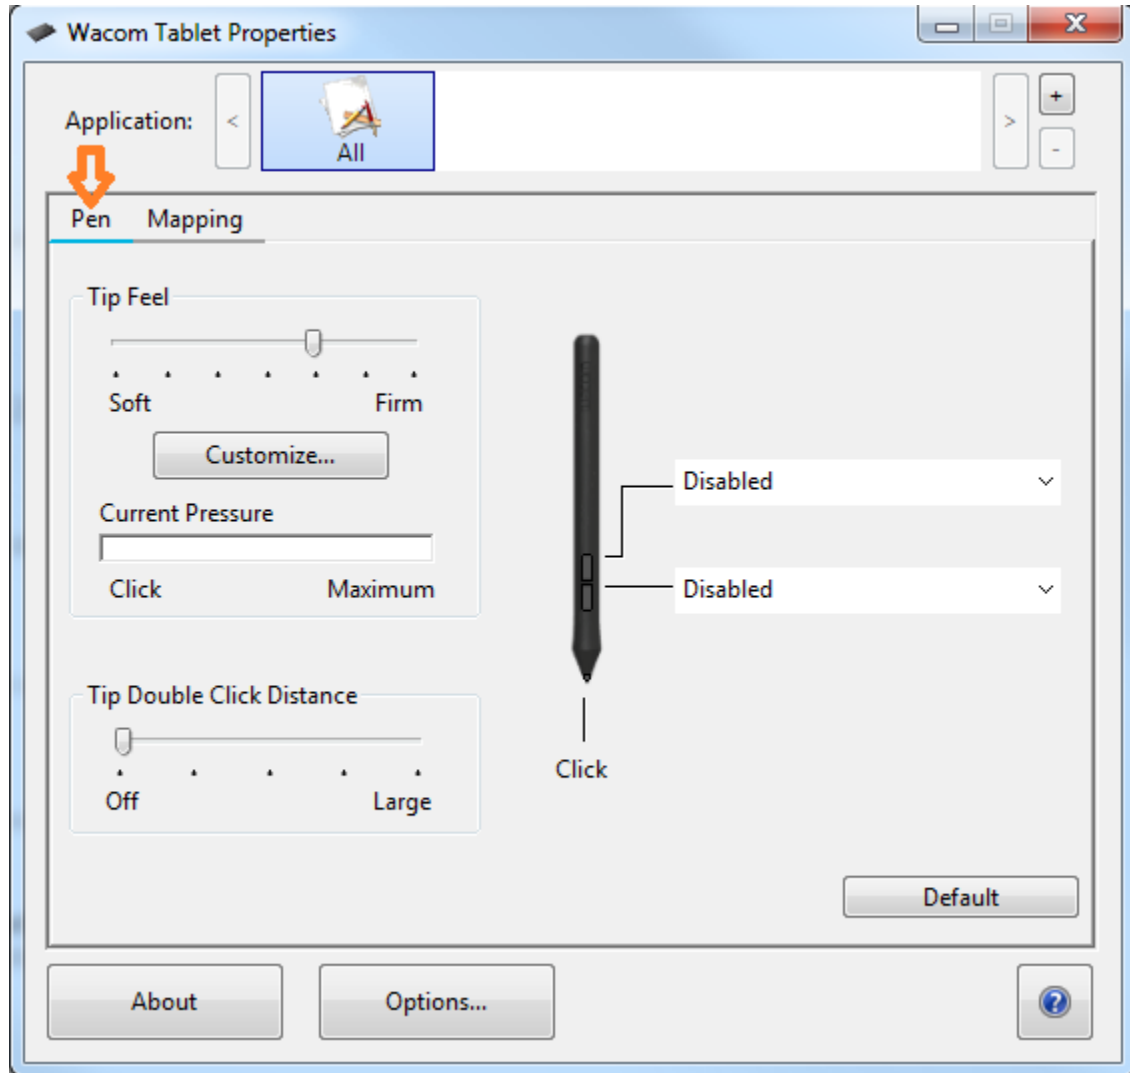 Wacom Tablet Properties
Application:
<
All
>
+
-
Pen Mapping
Tip Feel
Soft Firm
Customize...
Current Pressure
Click Maximum
Disabled
Disabled
Tip Double Click Distance
Off Large
Click
Default
About
Options...
?